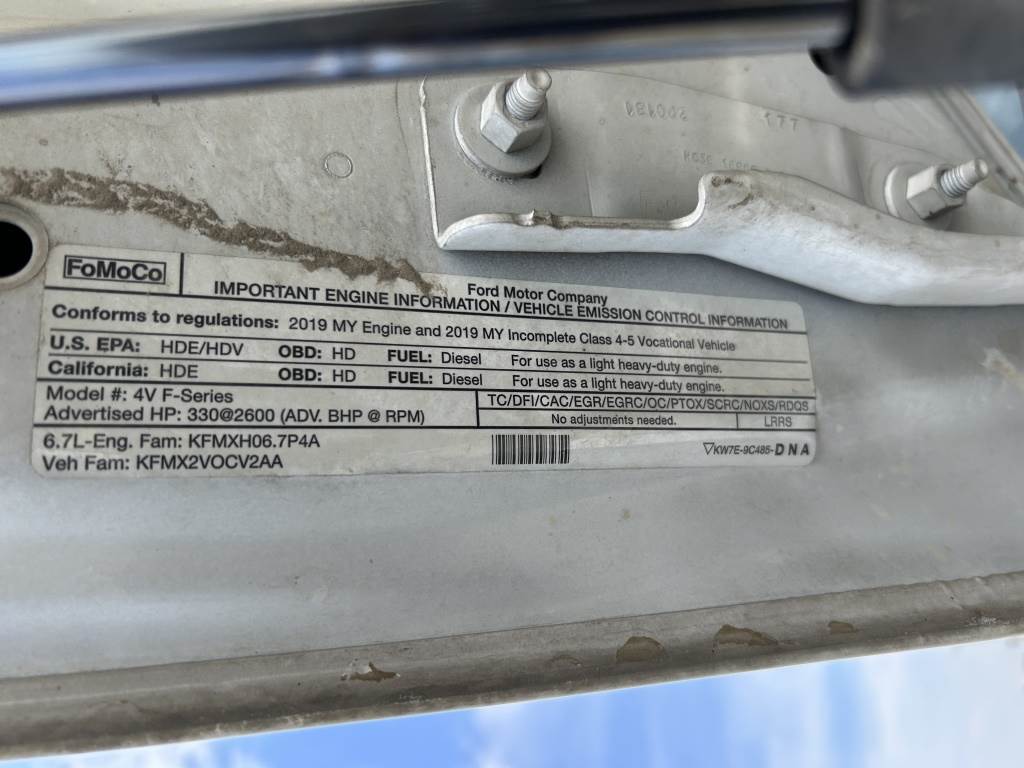 177
FoMoCo
Ford Motor Company
IMPORTANT ENGINE INFORMATION / VEHICLE EMISSION CONTROL INFORMATION
Conforms to regulations: 2019 MY Engine and 2019 MY Incomplete Class 4-5 Vocational Vehicle
U.S. EPA: HDE/HDV OBD: HD FUEL: Diesel For use as a light heavy-duty engine.
California: HDE OBD: HD FUEL: Diesel For use as a light heavy-duty engine.
Model #: 4V F-Series
Advertised HP: 330@2600 (ADV. BHP @ RPM)
TC/DFI/CAC/EGR/EGRC/OC/PTOX/SCRC/NOXS/RDQS
No adjustments needed. LRRS
6.7L-Eng. Fam: KFMXH06.7P4A
Veh Fam: KFMX2VOCV2AA
KW7E-9C485-DNA